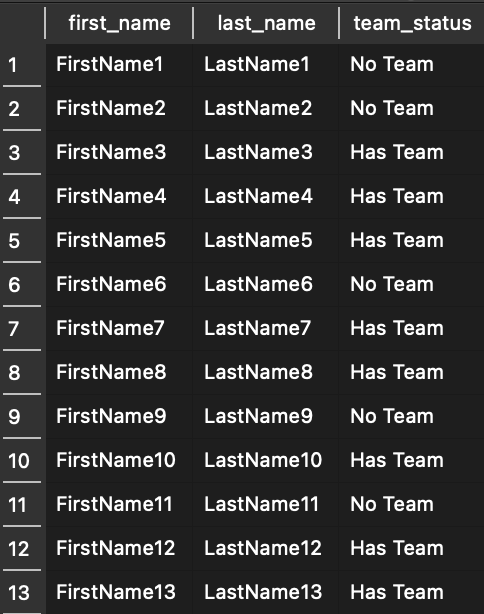 first_name last_name team_status
1 FirstName1 LastName1 No Team
2 FirstName2 LastName2 No Team
3 FirstName3 LastName3 Has Team
4 FirstName4 LastName4 Has Team
5 FirstName5 LastName5 Has Team
6 FirstName6 LastName6 No Team
7 FirstName7 LastName7 Has Team
8 FirstName8 LastName8 Has Team
9 FirstName9 LastName9 No Team
10 FirstName10 LastName10 Has Team
11 FirstName11 LastName11 No Team
12 FirstName12 LastName12 Has Team
13 FirstName13 LastName13 Has Team